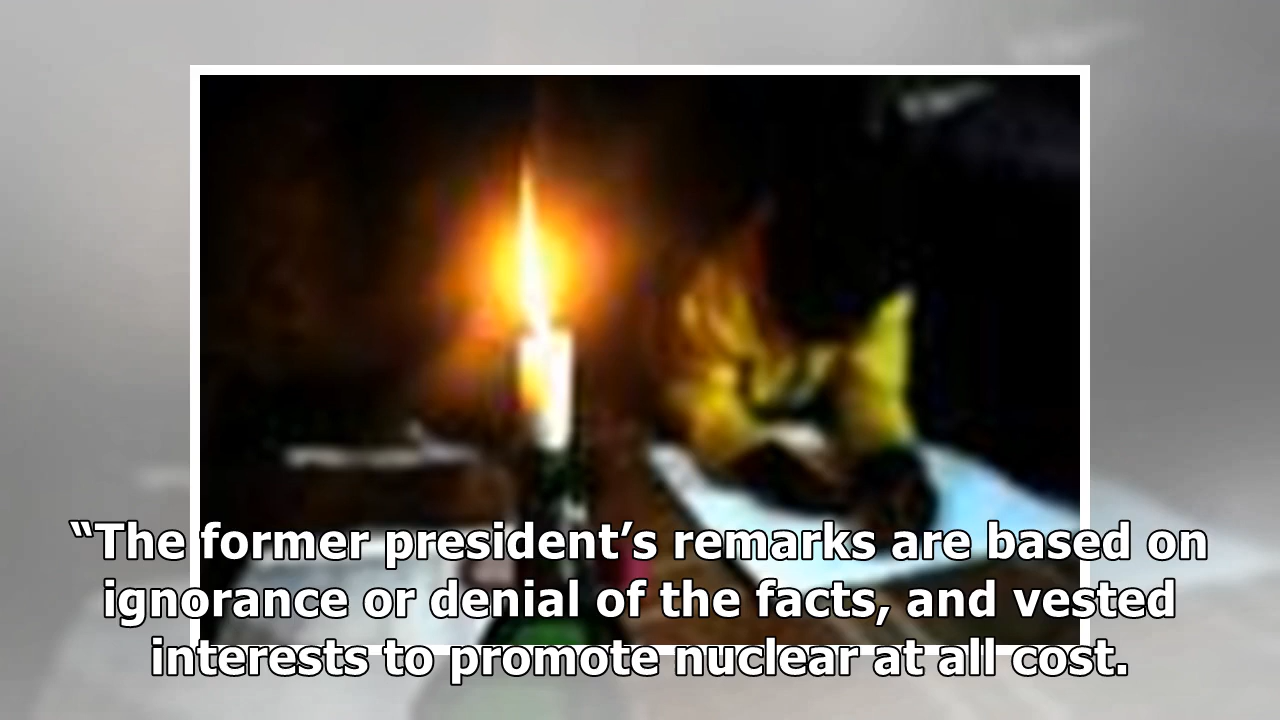 “The former president’s remarks are based on
ignorance or denial of the facts, and vested
interests to promote nuclear at all cost.